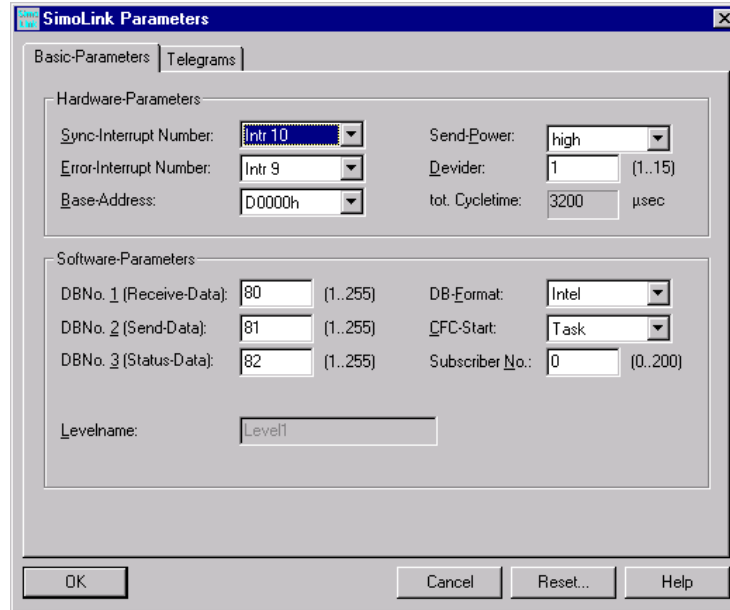 Simo Link SimoLink Parameters
Basic-Parameters Telegrams
Hardware-Parameters
Sync-Interrupt Number: Intr 10 Send-Power: high
Error-Interrupt Number: Intr 9 Devider: 1 (1..15)
Base-Address: D0000h tot. Cycletime: 3200 µsec
Software-Parameters
DBNo. 1 (Receive-Data): 80 (1..255) DB-Format: Intel
DBNo. 2 (Send-Data): 81 (1..255) CFC-Start: Task
DBNo. 3 (Status-Data): 82 (1..255) Subscriber No.: 0 (0..200)
Levelname: Level1
OK Cancel Reset... Help